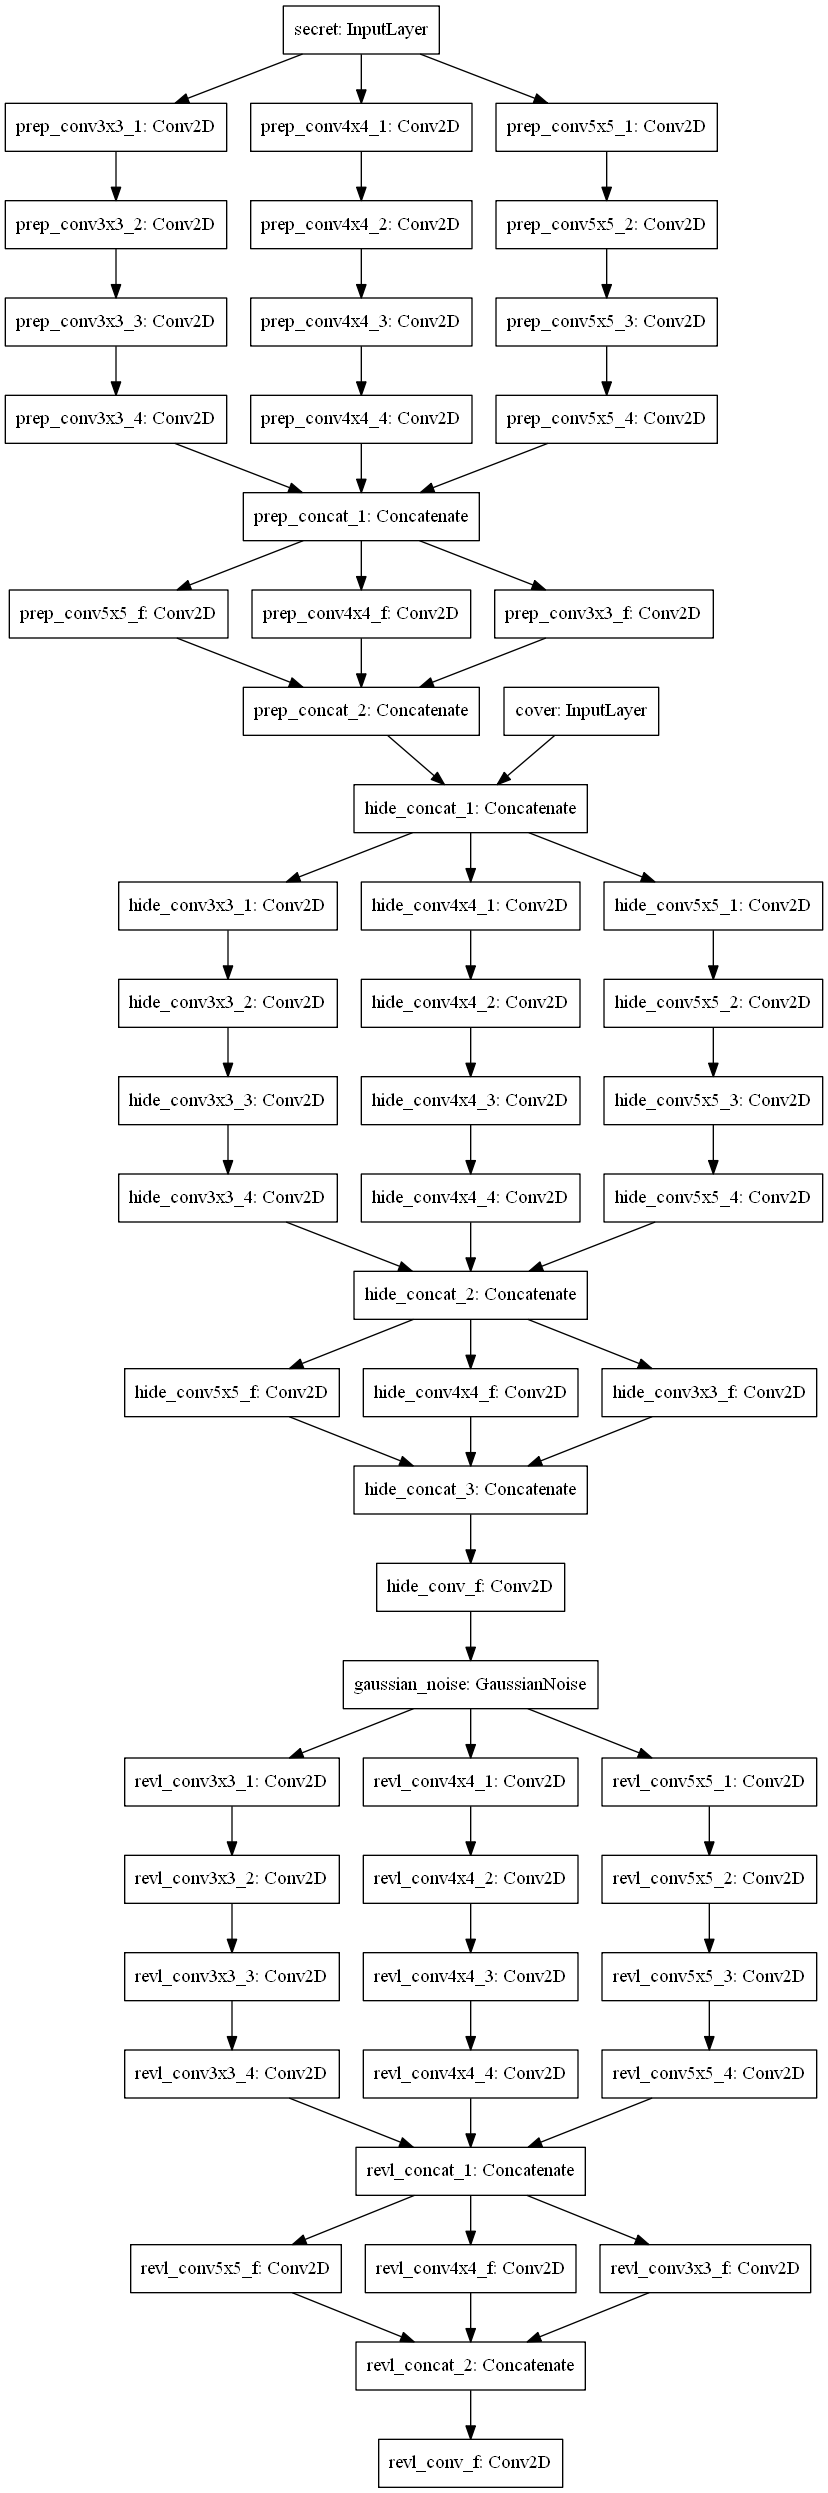 secret: InputLayer
prep_conv3x3_1: Conv2D
prep_conv4x4_1: Conv2D
prep_conv5x5_1: Conv2D
prep_conv3x3_2: Conv2D
prep_conv4x4_2: Conv2D
prep_conv5x5_2: Conv2D
prep_conv3x3_3: Conv2D
prep_conv4x4_3: Conv2D
prep_conv5x5_3: Conv2D
prep_conv3x3_4: Conv2D
prep_conv4x4_4: Conv2D
prep_conv5x5_4: Conv2D
prep_concat_1: Concatenate
prep_conv5x5_f: Conv2D
prep_conv4x4_f: Conv2D
prep_conv3x3_f: Conv2D
prep_concat_2: Concatenate
cover: InputLayer
hide_concat_1: Concatenate
hide_conv3x3_1: Conv2D
hide_conv4x4_1: Conv2D
hide_conv5x5_1: Conv2D
hide_conv3x3_2: Conv2D
hide_conv4x4_2: Conv2D
hide_conv5x5_2: Conv2D
hide_conv3x3_3: Conv2D
hide_conv4x4_3: Conv2D
hide_conv5x5_3: Conv2D
hide_conv3x3_4: Conv2D
hide_conv4x4_4: Conv2D
hide_conv5x5_4: Conv2D
hide_concat_2: Concatenate
hide_conv5x5_f: Conv2D
hide_conv4x4_f: Conv2D
hide_conv3x3_f: Conv2D
hide_concat_3: Concatenate
hide_conv_f: Conv2D
gaussian_noise: GaussianNoise
revl_conv3x3_1: Conv2D
revl_conv4x4_1: Conv2D
revl_conv5x5_1: Conv2D
revl_conv3x3_2: Conv2D
revl_conv4x4_2: Conv2D
revl_conv5x5_2: Conv2D
revl_conv3x3_3: Conv2D
revl_conv4x4_3: Conv2D
revl_conv5x5_3: Conv2D
revl_conv3x3_4: Conv2D
revl_conv4x4_4: Conv2D
revl_conv5x5_4: Conv2D
revl_concat_1: Concatenate
revl_conv5x5_f: Conv2D
revl_conv4x4_f: Conv2D
revl_conv3x3_f: Conv2D
revl_concat_2: Concatenate
revl_conv_f: Conv2D